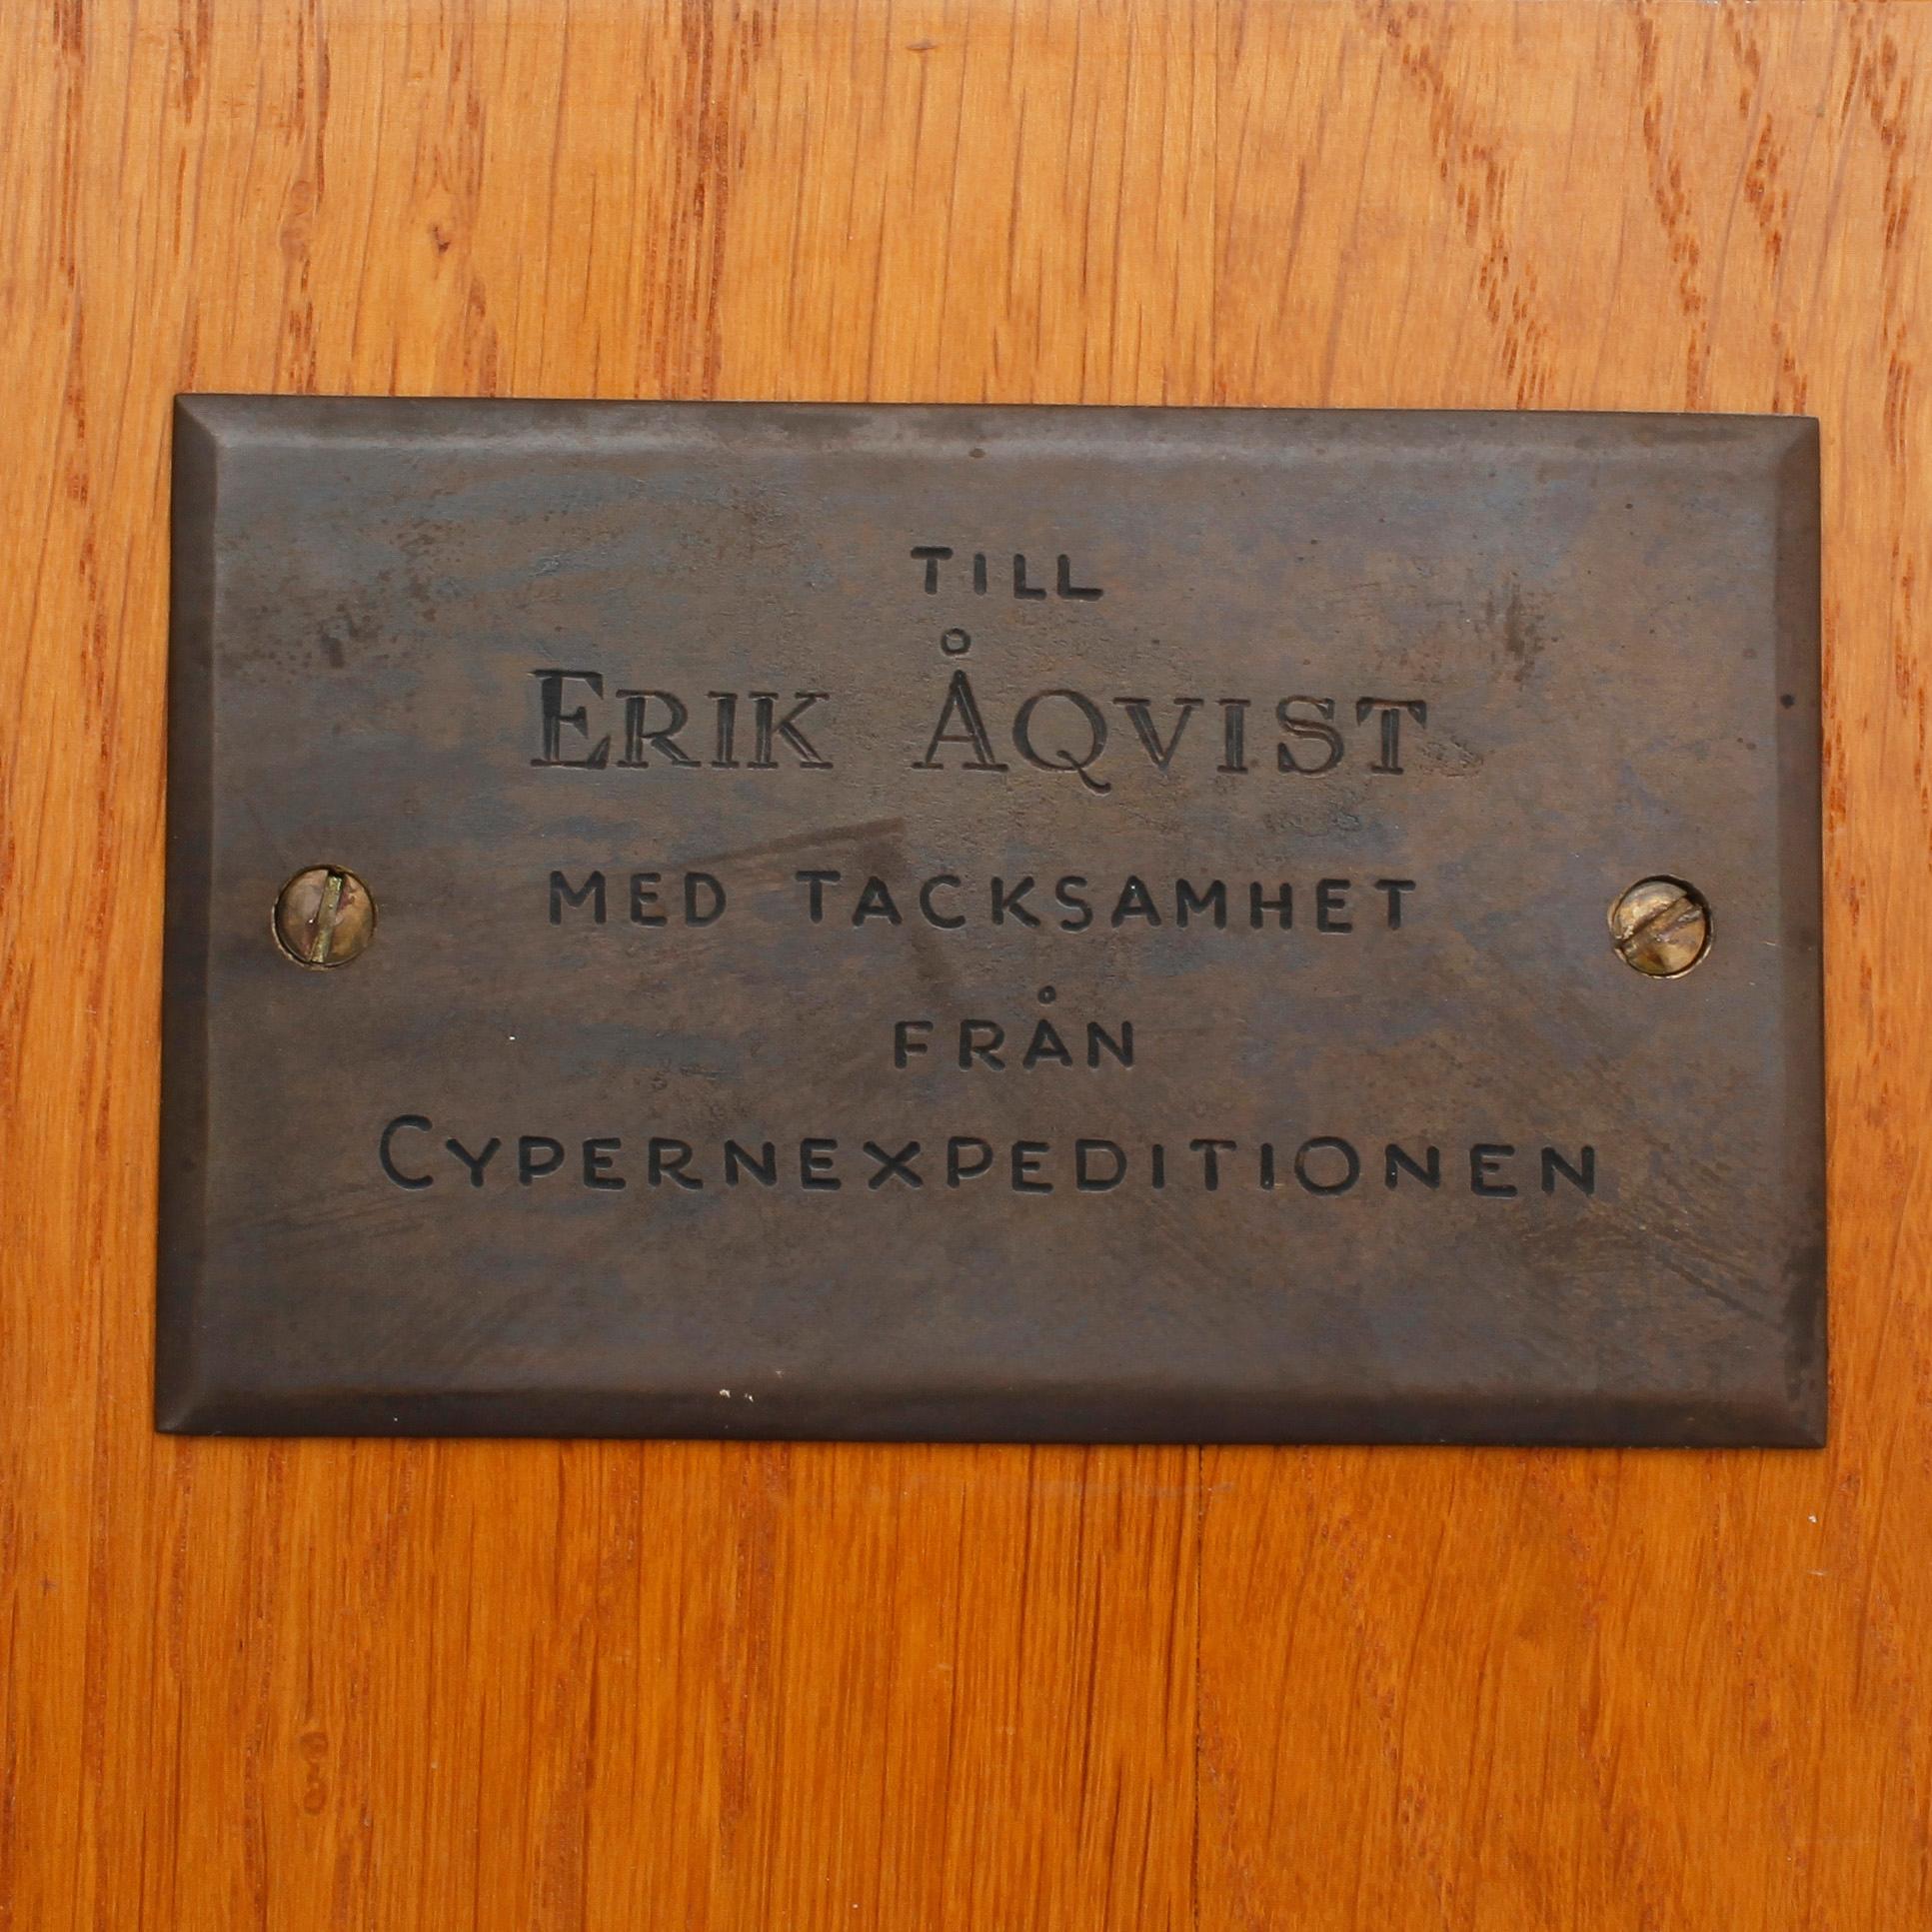 TILL
ERIK ÅQVIST
MED TACKSAMHET
FRÅN
CYPERNEXPEDITIONEN